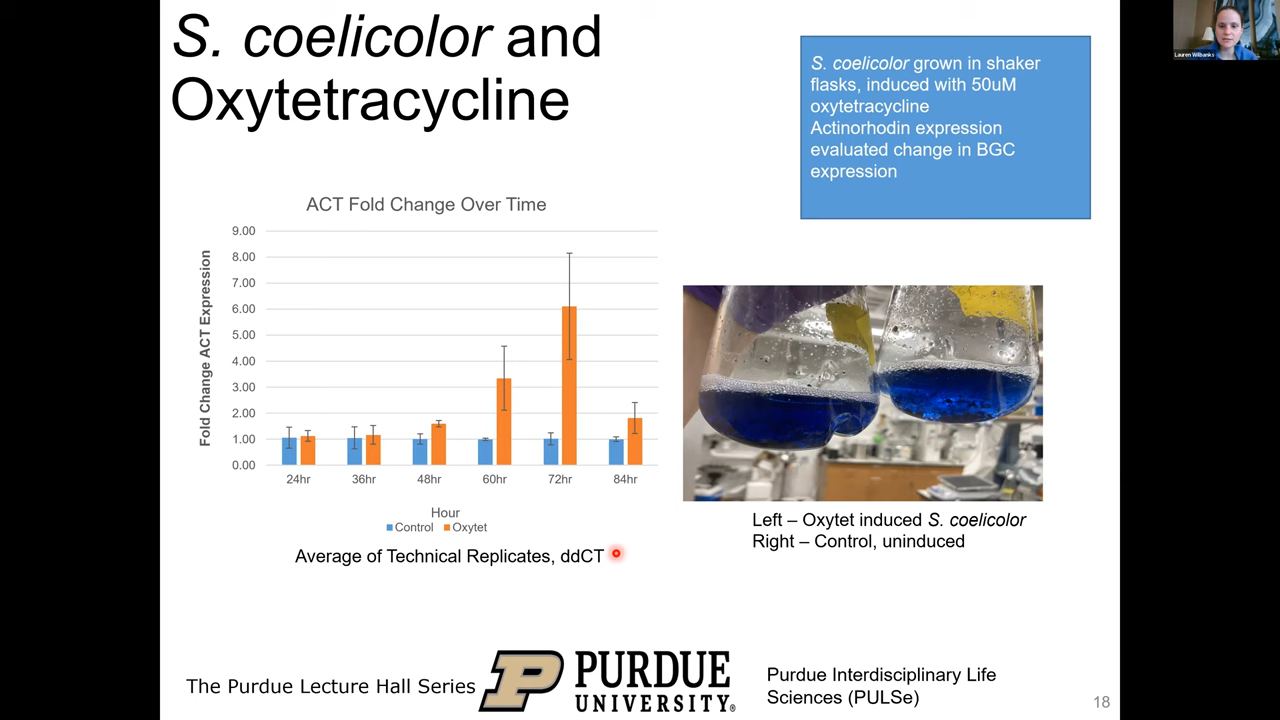 S. coelicolor and
Oxytetracycline
Lauren Wilbanks
S. coelicolor grown in shaker
flasks, induced with 50uM
oxytetracycline
Actinorhodin expression
evaluated change in BGC
expression
ACT Fold Change Over Time
Fold Change ACT Expression
9.00
8.00
7.00
6.00
5.00
4.00
3.00
2.00
1.00
0.00
24hr 36hr 48hr 60hr 72hr 84hr
Hour
Control Oxytet
Average of Technical Replicates, ddCT
Left – Oxytet induced S. coelicolor
Right – Control, uninduced
The Purdue Lecture Hall Series
P PURDUE
UNIVERSITY®
Purdue Interdisciplinary Life
Sciences (PULSe)
18